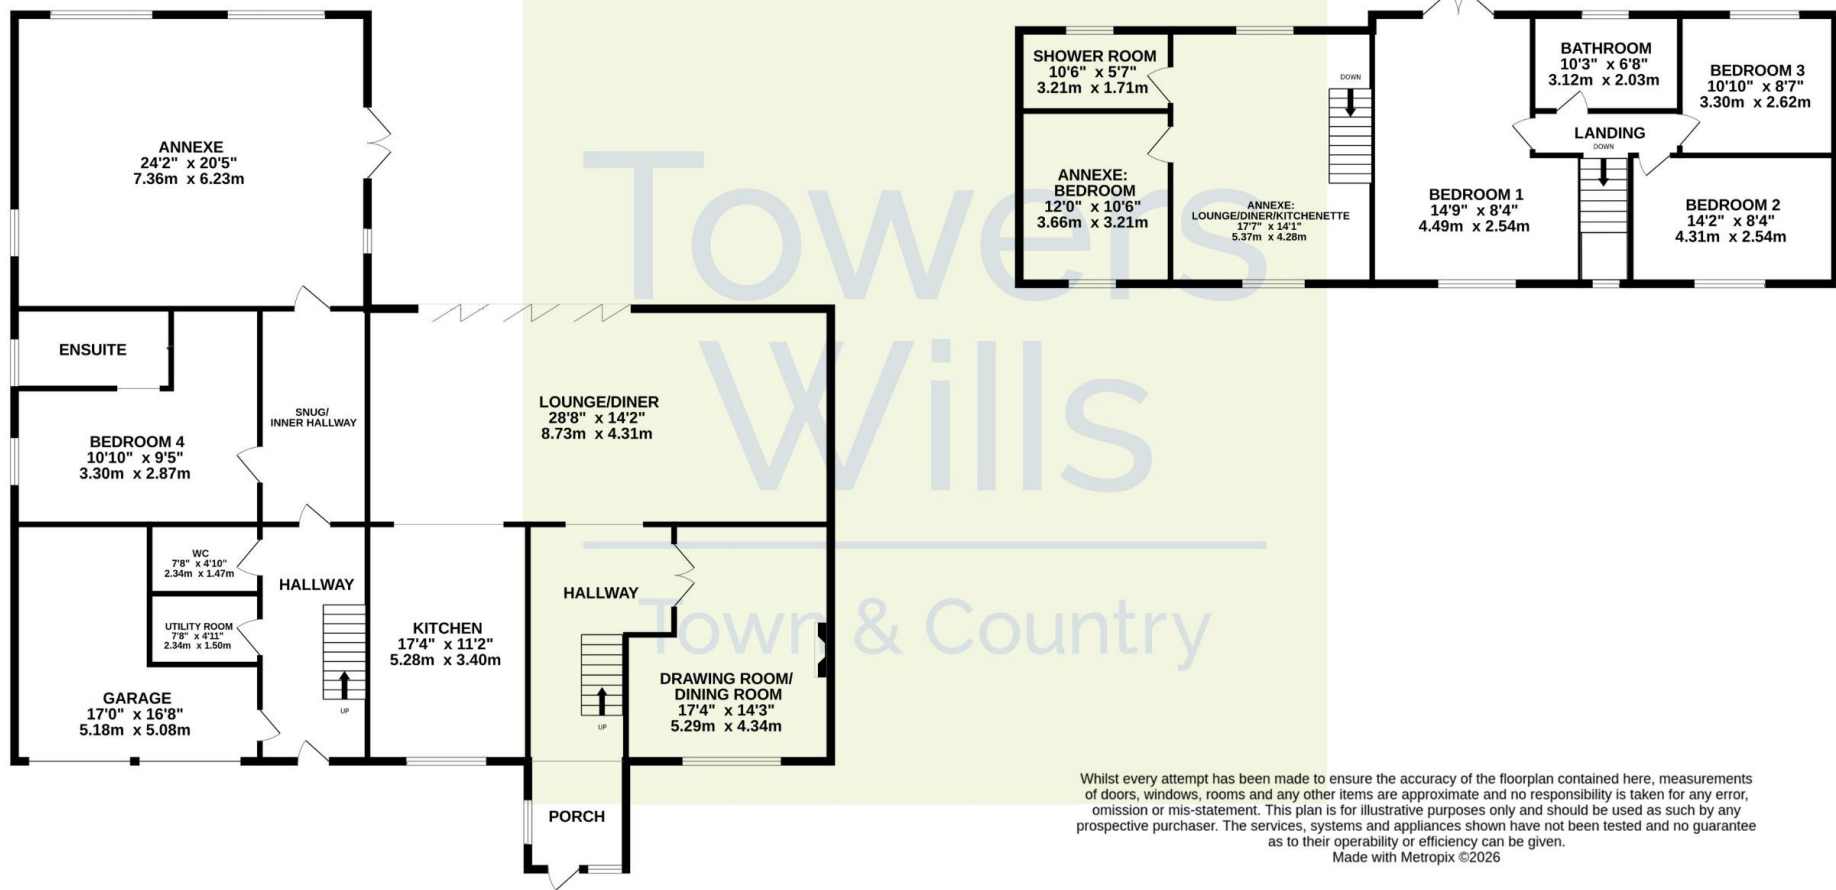 ANNEXE
24'2" x 20'5"
7.36m x 6.23m
ENSUITE
SNUG/
INNER HALLWAY
BEDROOM 4
10'10" x 9'5"
3.30m x 2.87m
LOUNGE/DINER
28'8" x 14'2"
8.73m x 4.31m
WC
7'8" x 4'10"
2.34m x 1.47m
HALLWAY
UTILITY ROOM
7'8" x 4'11"
2.34m x 1.50m
GARAGE
17'0" x 16'8"
5.18m x 5.08m
UP
KITCHEN
17'4" x 11'2"
5.28m x 3.40m
HALLWAY
UP
DRAWING ROOM/
DINING ROOM
17'4" x 14'3"
5.29m x 4.34m
PORCH
SHOWER ROOM
10'6" x 5'7"
3.21m x 1.71m
ANNEXE:
BEDROOM
12'0" x 10'6"
3.66m x 3.21m
DOWN
ANNEXE:
LOUNGE/DINER/KITCHENETTE
17'7" x 14'1"
5.37m x 4.28m
BEDROOM 1
14'9" x 8'4"
4.49m x 2.54m
BATHROOM
10'3" x 6'8"
3.12m x 2.03m
LANDING
DOWN
BEDROOM 3
10'10" x 8'7"
3.30m x 2.62m
BEDROOM 2
14'2" x 8'4"
4.31m x 2.54m
Towers
Wills
Town & Country
Whilst every attempt has been made to ensure the accuracy of the floorplan contained here, measurements
of doors, windows, rooms and any other items are approximate and no responsibility is taken for any error,
omission or mis-statement. This plan is for illustrative purposes only and should be used as such by any
prospective purchaser. The services, systems and appliances shown have not been tested and no guarantee
as to their operability or efficiency can be given.
Made with Metropix ©2026